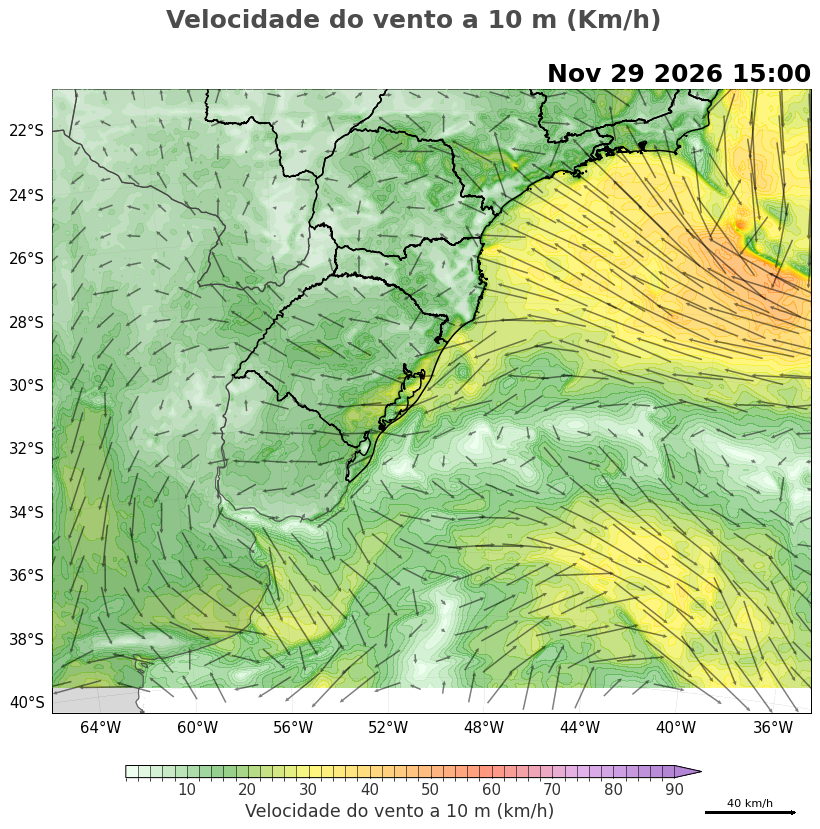 Velocidade do vento a 10 m (Km/h)
Nov 29 2026 15:00
22°S
24°S
26°S
28°S
30°S
32°S
34°S
36°S
38°S
40°S
64°W 60°W 56°W 52°W 48°W 44°W 40°W 36°W
10 20 30 40 50 60 70 80 90
Velocidade do vento a 10 m (km/h)
40 km/h